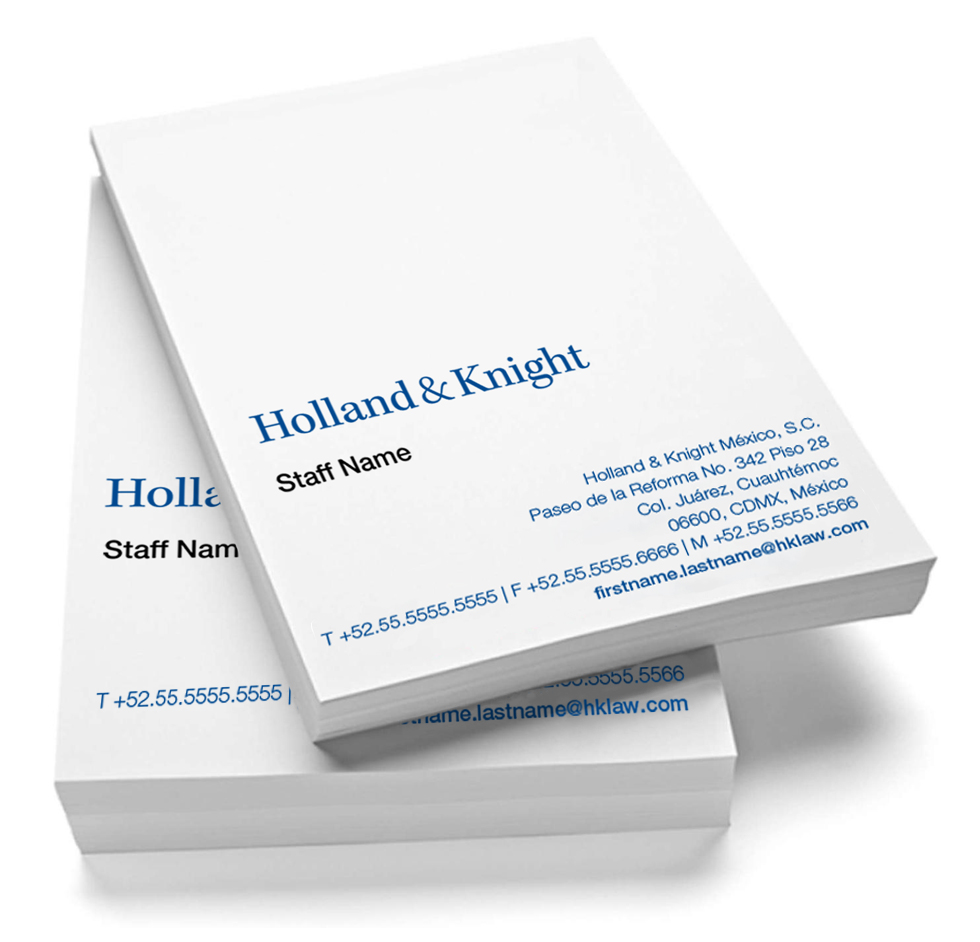 Holland & Knight
Staff Name
Holland & Knight México, S.C.
Paseo de la Reforma No. 342 Piso 28
Col. Juárez, Cuauhtémoc
06600, CDMX, México
T +52.55.5555.5555 | F +52.55.5555.6666 | M +52.55.5555.5566
firstname.lastname@hklaw.com
Holla
Staff Nam
T +52.55.5555.5555 | .5555.5566
name.lastname@hklaw.com